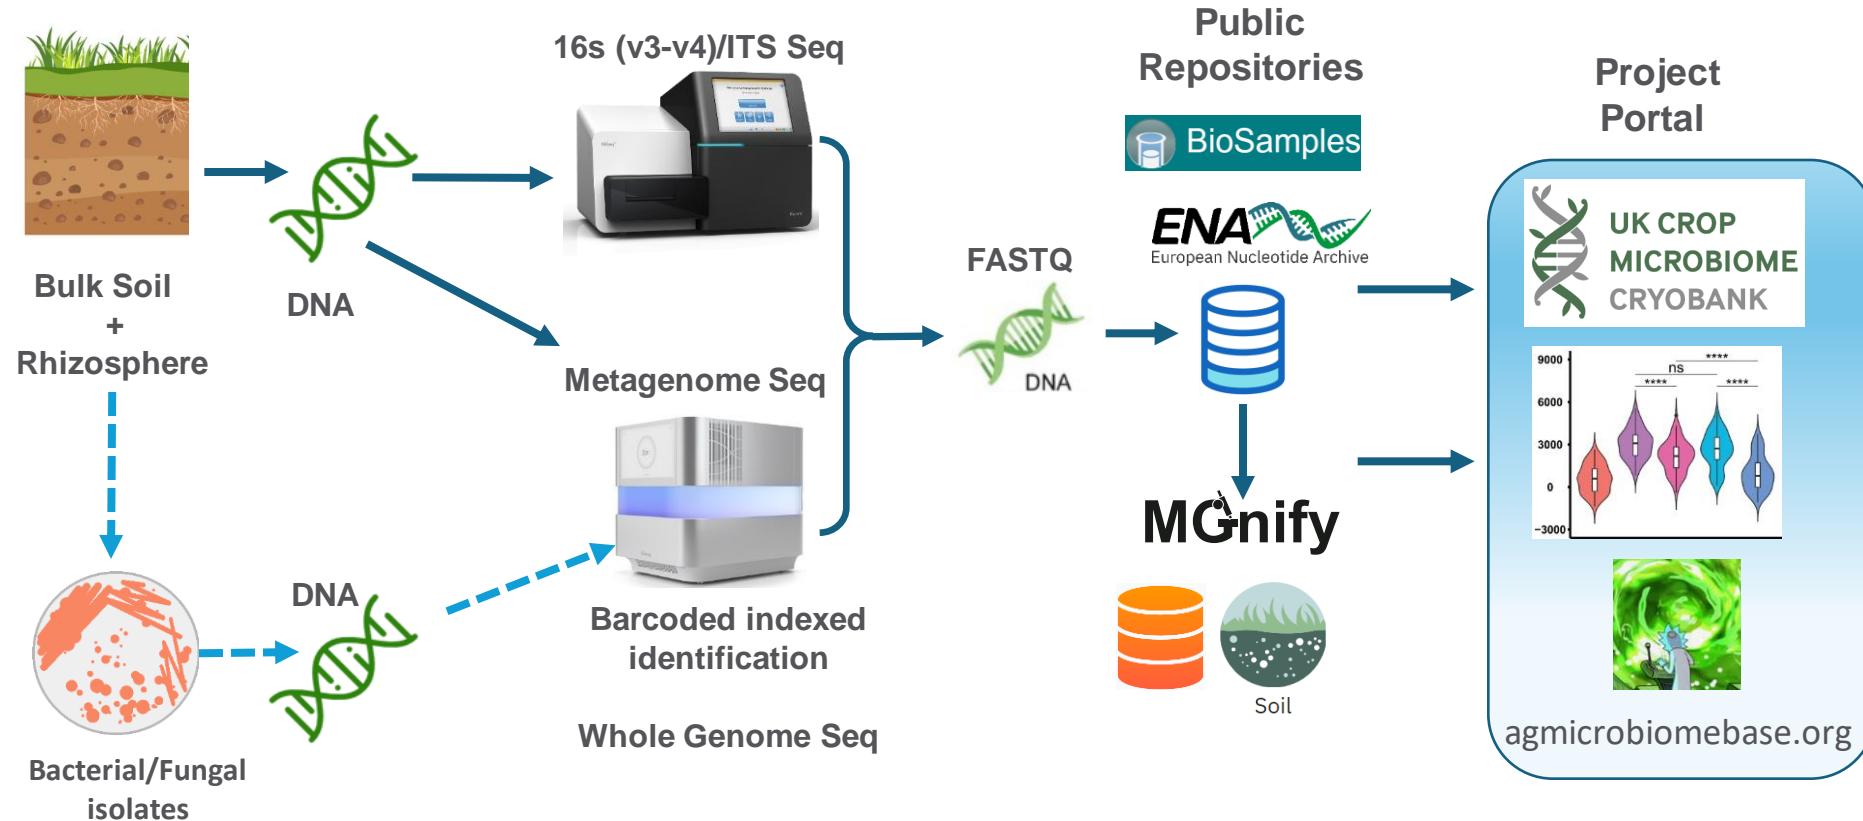 Bulk Soil
+
Rhizosphere
Bacterial/Fungal
isolates
DNA
DNA
16s (v3-v4)/ITS Seq
Metagenome Seq
Barcoded indexed
identification
Whole Genome Seq
FASTQ
DNA
Public
Repositories
BioSamples
ENA
European Nucleotide Archive
MGnify
Soil
Project
Portal
UK CROP
MICROBIOME
CRYOBANK
9000
6000
3000
0
−3000
****
ns
****
****
agmicrobiomebase.org